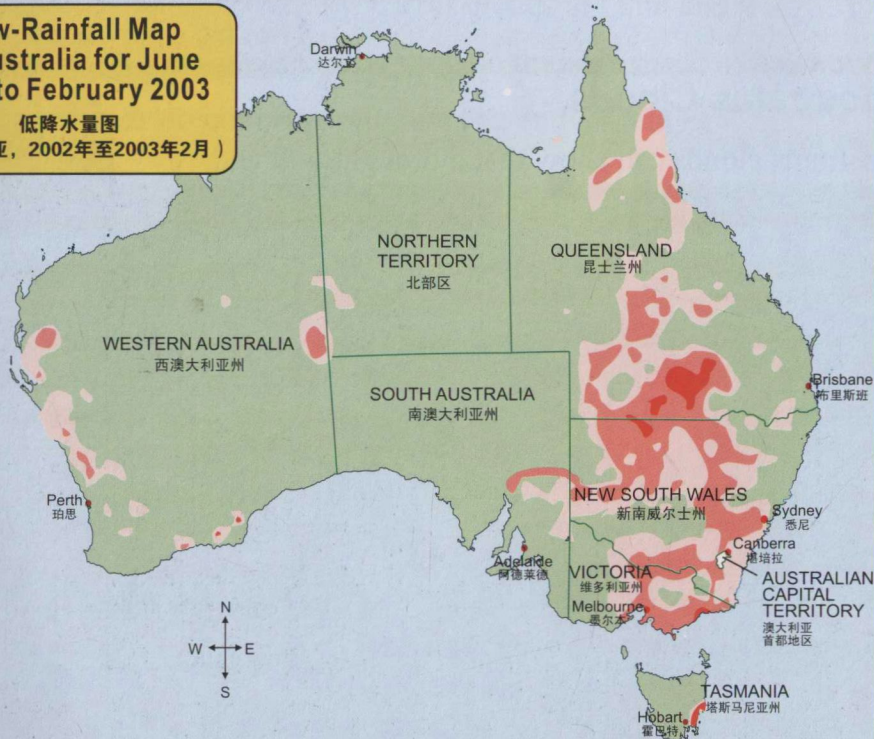 w-Rainfall Map
ustralia for June
to February 2003
低降水量图
亚, 2002年至2003年2月)
Darwin
达尔文
NORTHERN
TERRITORY
北部区
QUEENSLAND
昆士兰州
WESTERN AUSTRALIA
西澳大利亚州
SOUTH AUSTRALIA
南澳大利亚州
Brisbane
布里斯班
Perth
珀思
NEW SOUTH WALES
新南威尔士州
Sydney
悉尼
Canberra
堪培拉
Adelaide
阿德莱德
VICTORIA
维多利亚州
AUSTRALIAN
CAPITAL
TERRITORY
澳大利亚
首都地区
Melbourne
墨尔本
N
W E
S
TASMANIA
塔斯马尼亚州
Hobart
霍巴特